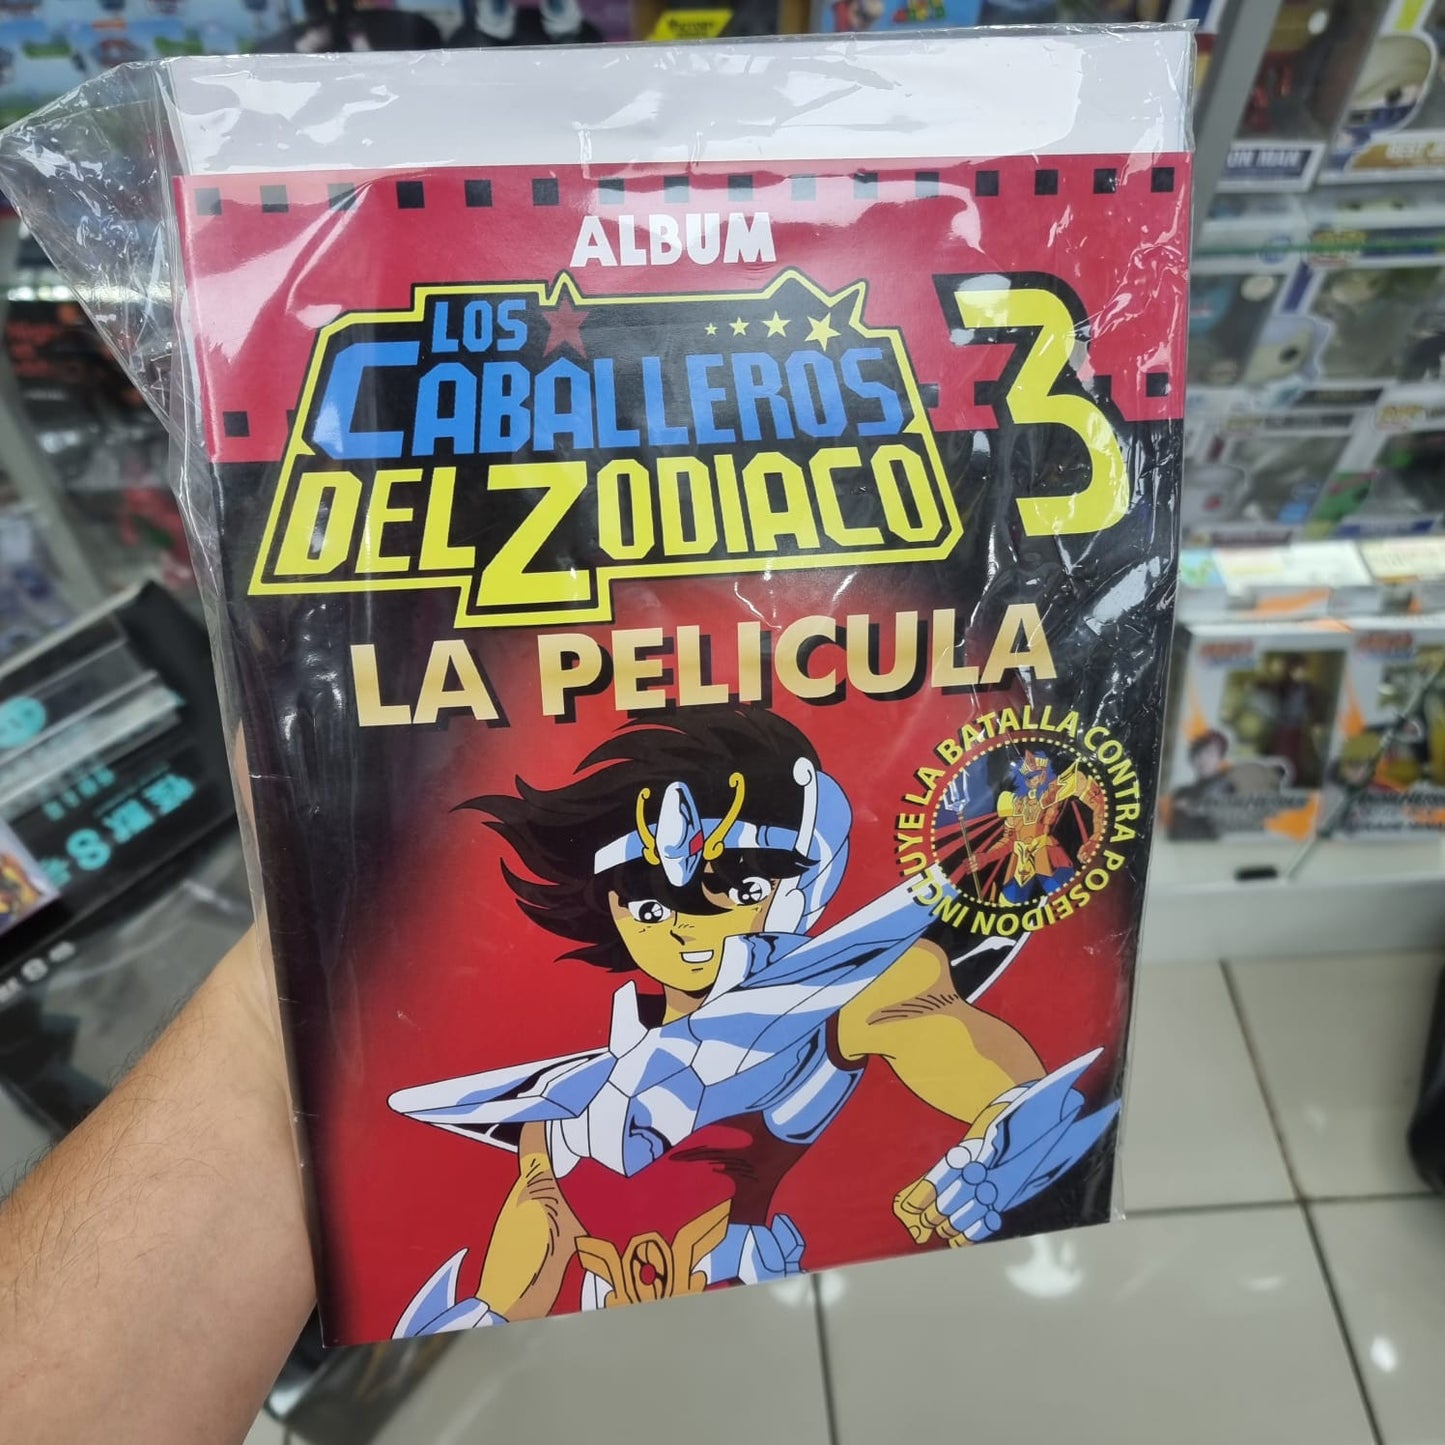 ALBUM
LOS
CABALLEROS
DEL ZODIACO
3
LA PELICULA
INCLUYE LA BATALLA CONTRA POSEIDON